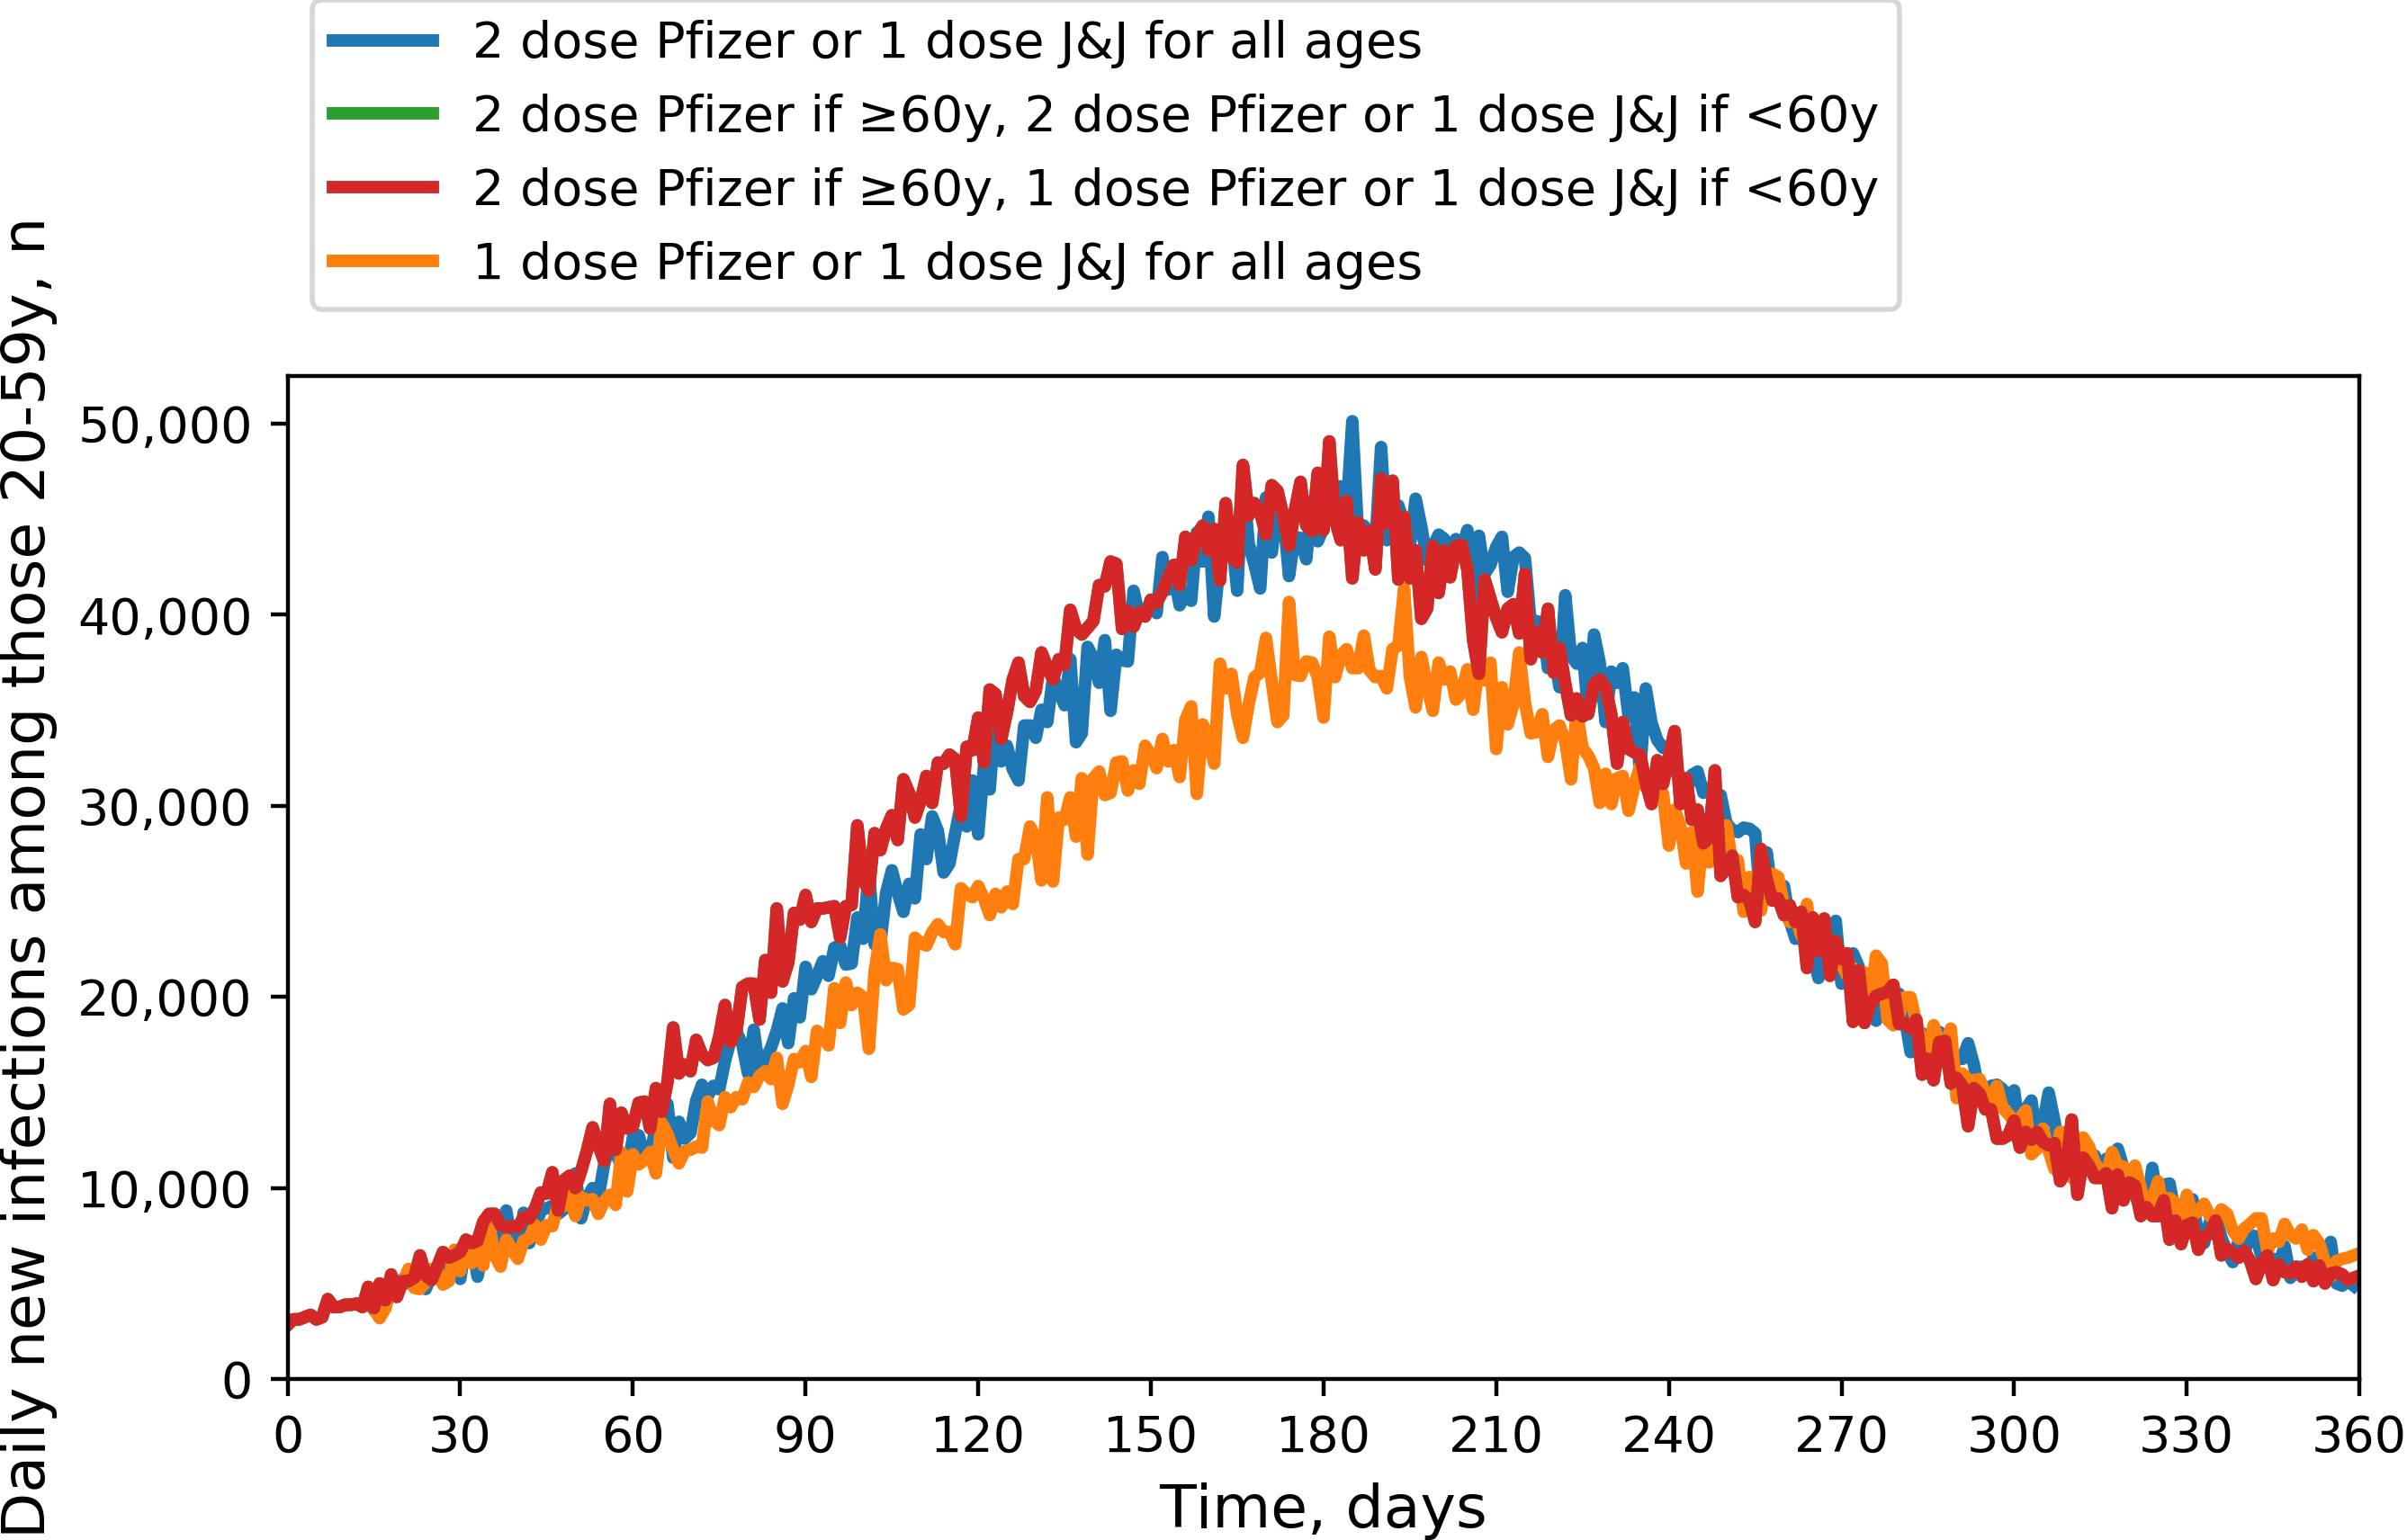 2 dose Pfizer or 1 dose J&J for all ages
2 dose Pfizer if ≥60y, 2 dose Pfizer or 1 dose J&J if <60y
2 dose Pfizer if ≥60y, 1 dose Pfizer or 1 dose J&J if <60y
1 dose Pfizer or 1 dose J&J for all ages
Daily new infections among those 20-59y, n
50,000
40,000
30,000
20,000
10,000
0
0 30 60 90 120 150 180 210 240 270 300 330 360
Time, days